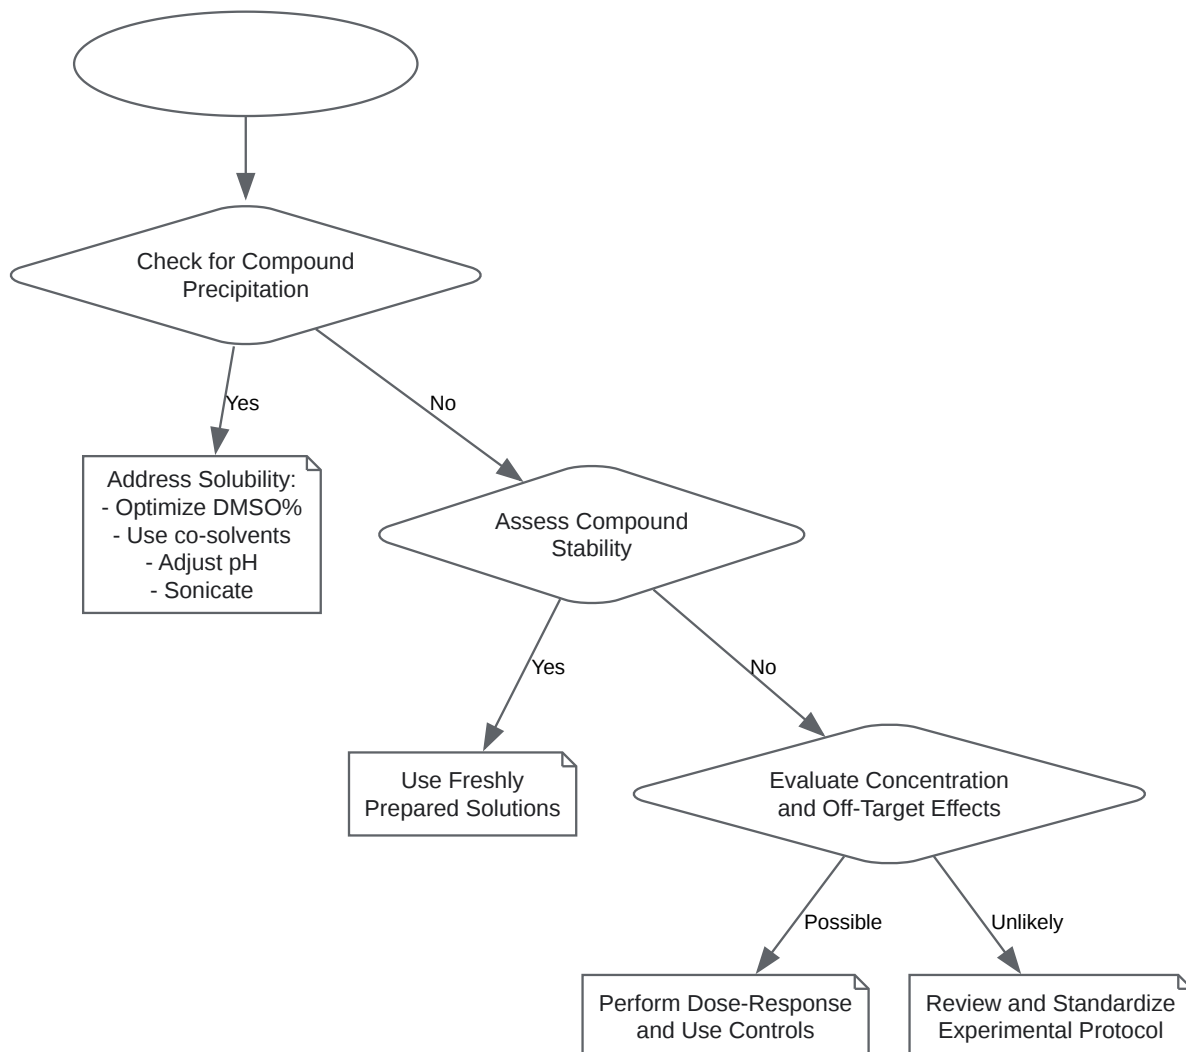 Check for Compound
Precipitation
Yes
No
Address Solubility:
- Optimize DMSO%
- Use co-solvents
- Adjust pH
- Sonicate
Assess Compound
Stability
Yes
No
Use Freshly
Prepared Solutions
Evaluate Concentration
and Off-Target Effects
Possible
Unlikely
Perform Dose-Response
and Use Controls
Review and Standardize
Experimental Protocol